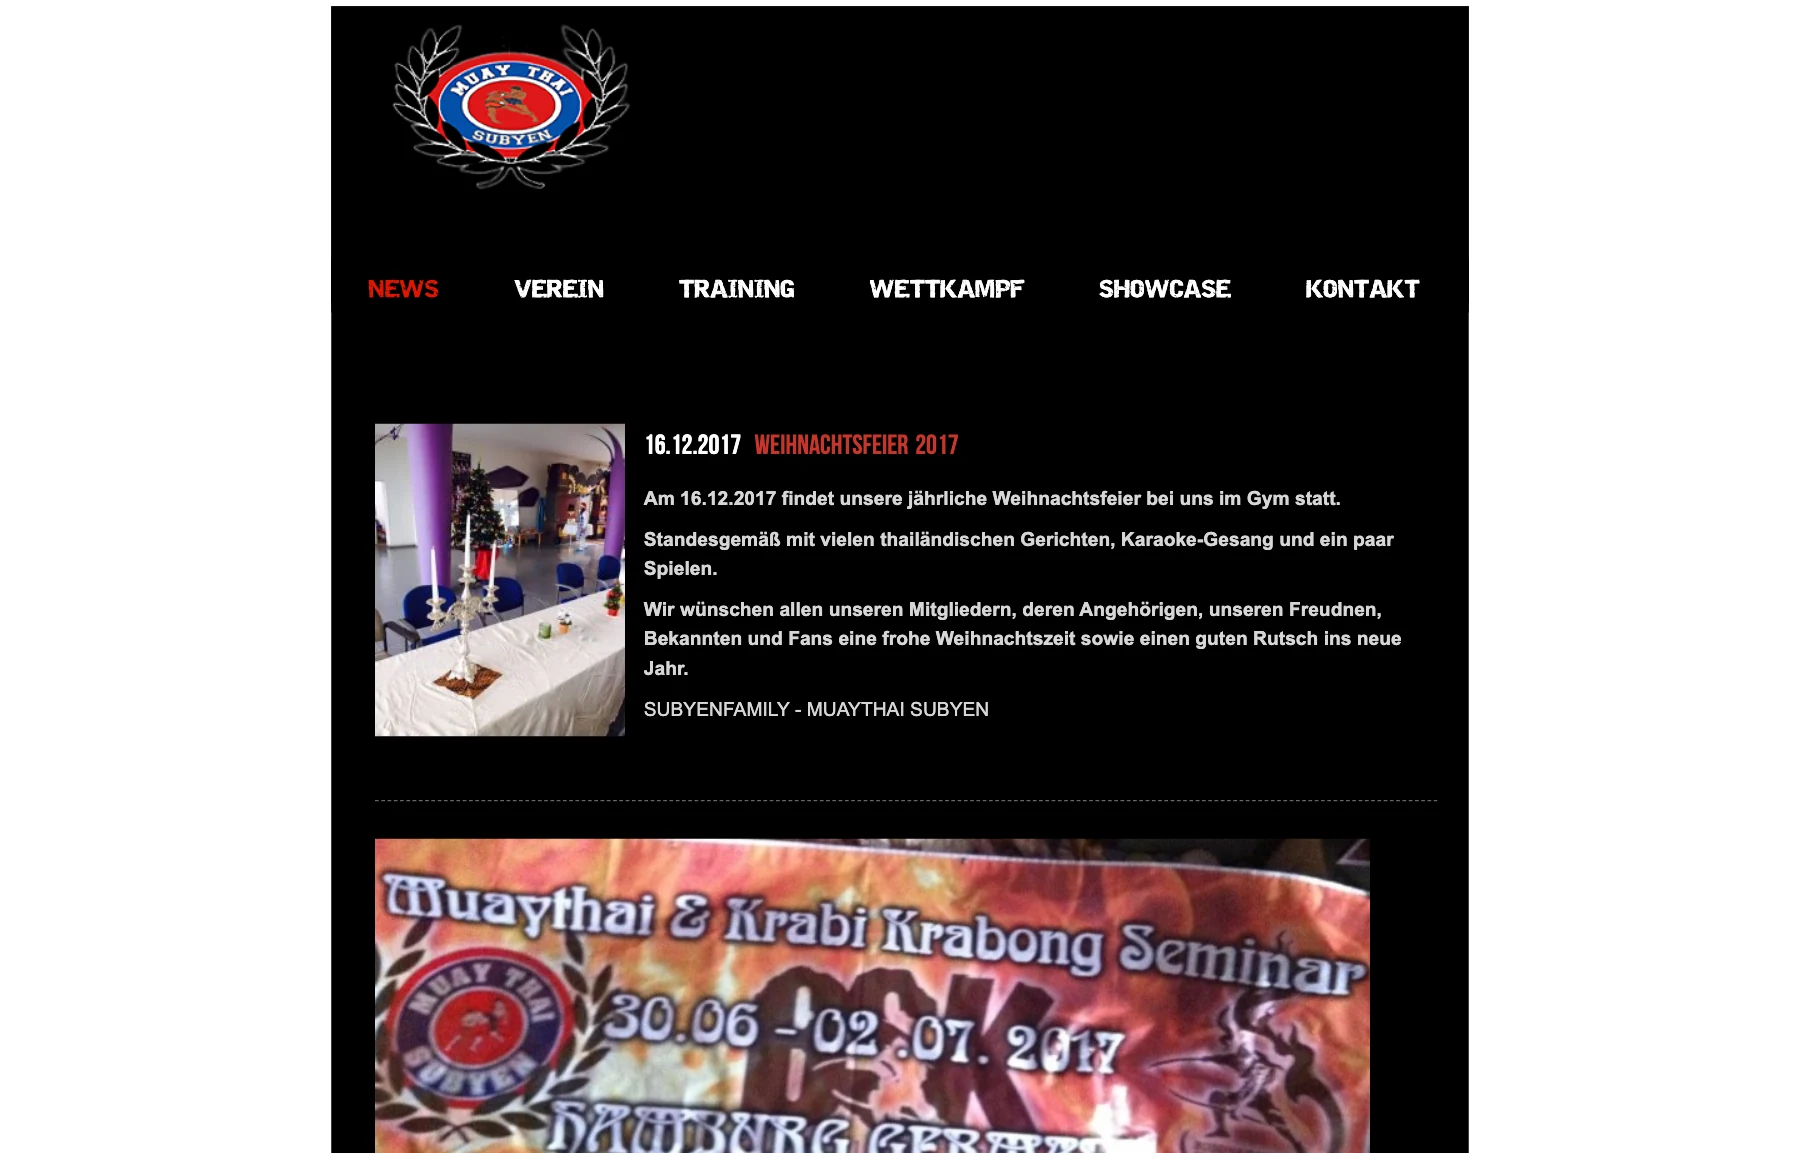 MUAY THAI
SUBYEN
NEWS
VEREIN
TRAINING
WETTKAMPF
SHOWCASE
KONTAKT
16.12.2017 WEIHNACHTSFEIER 2017
Am 16.12.2017 findet unsere jährliche Weihnachtsfeier bei uns im Gym statt.
Standesgemäß mit vielen thailändischen Gerichten, Karaoke-Gesang und ein paar
Spielen.
Wir wünschen allen unseren Mitgliedern, deren Angehörigen, unseren Freudnen,
Bekannten und Fans eine frohe Weihnachtszeit sowie einen guten Rutsch ins neue
Jahr.
SUBYENFAMILY - MUAYTHAI SUBYEN
Muaythai & Krabi Krabong Seminar
MUAY THAI
SUBYEN
30.06 - 02.07. 2017
HAMBURG